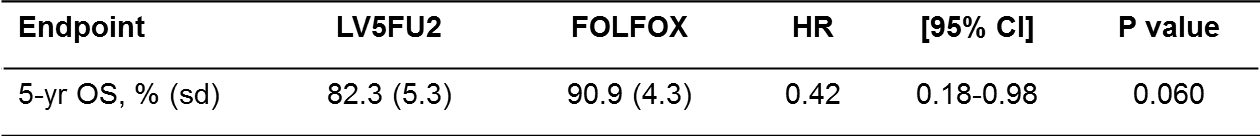 Endpoint LV5FU2 FOLFOX HR [95% CI] P value
5-yr OS, % (sd) 82.3 (5.3) 90.9 (4.3) 0.42 0.18-0.98 0.060